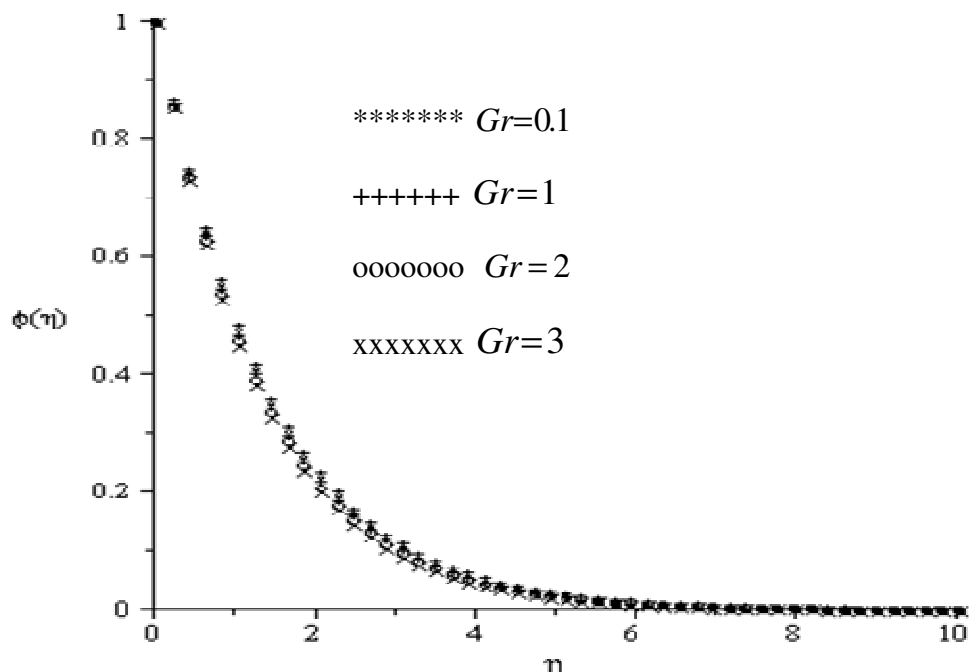 1
******* Gr=0.1
0.8
++++++ Gr=1
0.6
ooooooo Gr=2
ϕ(η)
xxxxxxx Gr=3
0.4
0.2
0
0 2 4 6 8 10
η